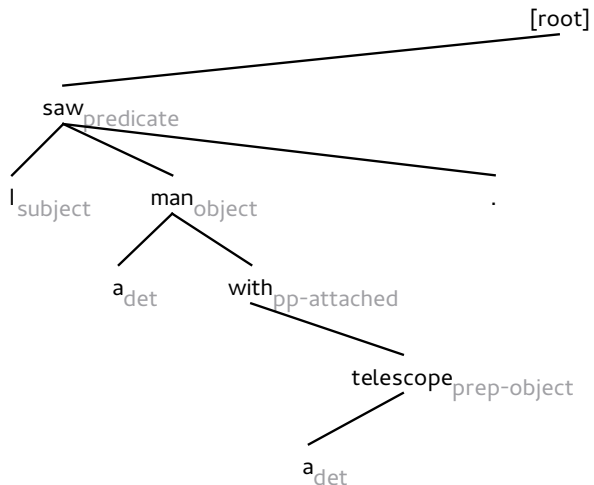 [root]
saw predicate
I subject man object .
a det with pp-attached
telescope prep-object
a det